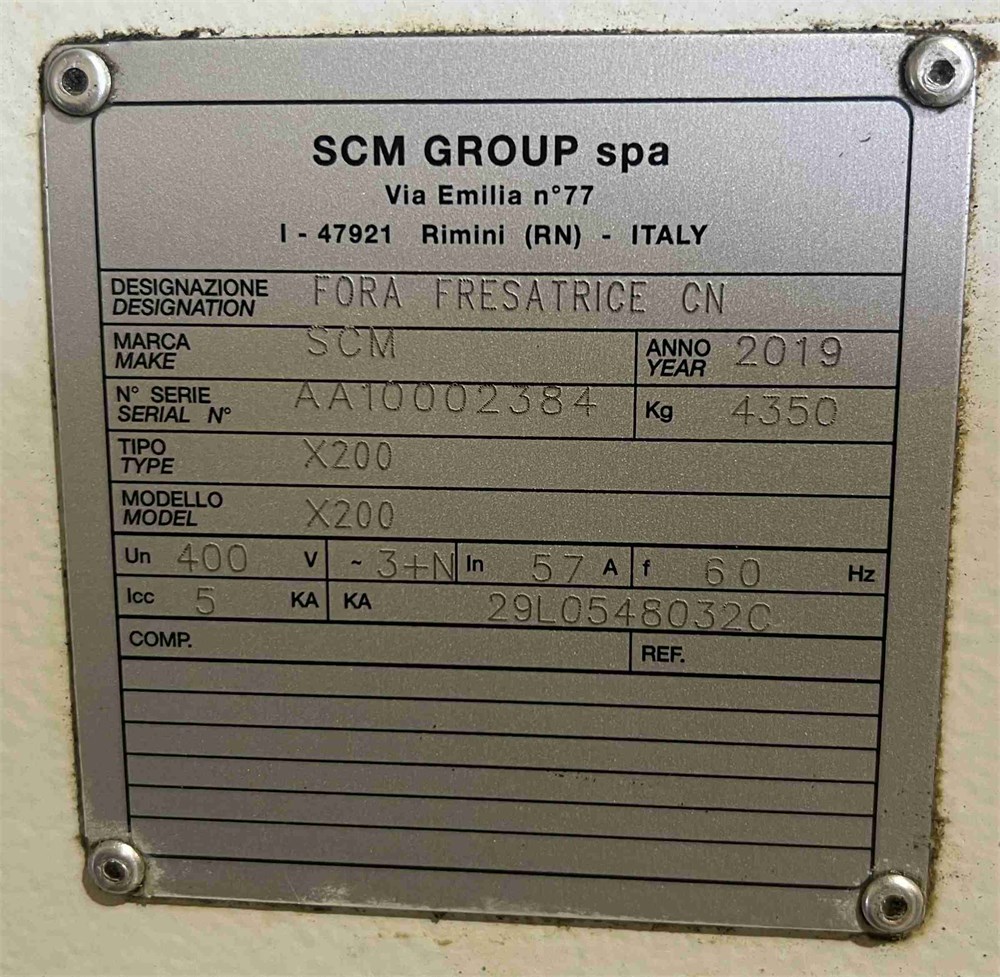 SCM GROUP spa
Via Emilia n°77
I - 47921 Rimini (RN) - ITALY
DESIGNAZIONE FORA FRESATRICE CN
DESIGNATION
MARCA SCM ANNO 2019
MAKE YEAR
N° SERIE AA10002384 Kg 4350
SERIAL N°
TIPO X200
TYPE
MODELLO X200
MODEL
Un 400 V ~ 3+N In 57 A f 60 Hz
Icc 5 KA KA 29L0548032C
COMP. REF.